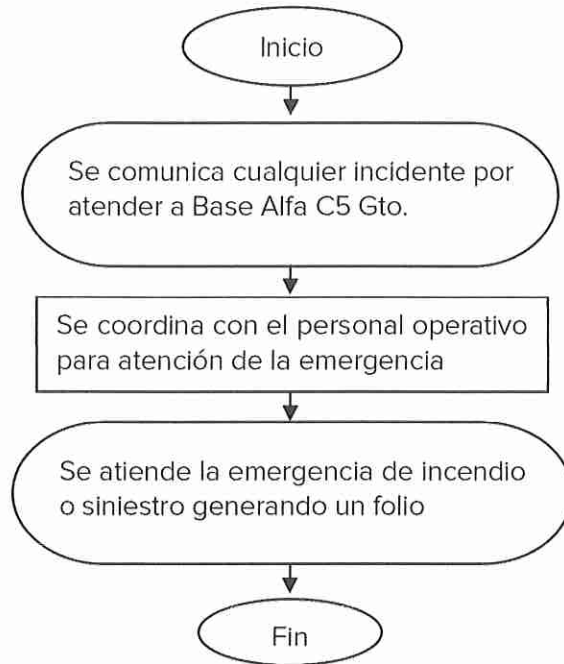 Inicio
Se comunica cualquier incidente por
atender a Base Alfa C5 Gto.
Se coordina con el personal operativo
para atención de la emergencia
Se atiende la emergencia de incendio
o siniestro generando un folio
Fin